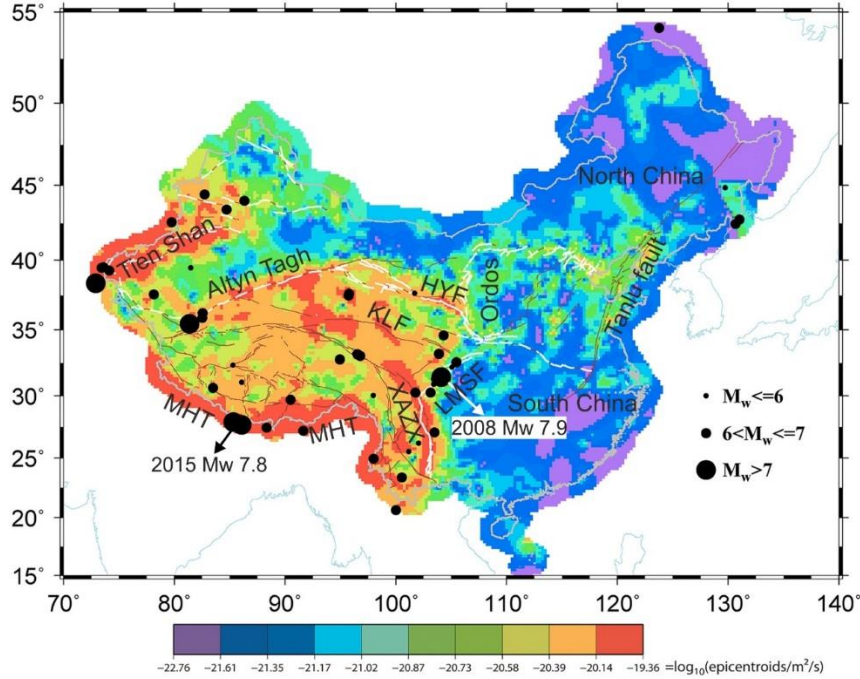 55°
50°
45°
40°
35°
30°
25°
20°
15°
70°
80°
90°
100°
110°
120°
130°
140°
North China
Tien Shan
Altyn Tagh
HYF
Ordos
Tanlu fault
KLF
XAZX
LMSF
South China
MHT
MHT
2008 Mw 7.9
2015 Mw 7.8
Mw<=6
6<Mw<=7
Mw>7
−22.76 −21.61 −21.35 −21.17 −21.02 −20.87 −20.73 −20.58 −20.39 −20.14 −19.36 =log10(epicentroids/m²/s)